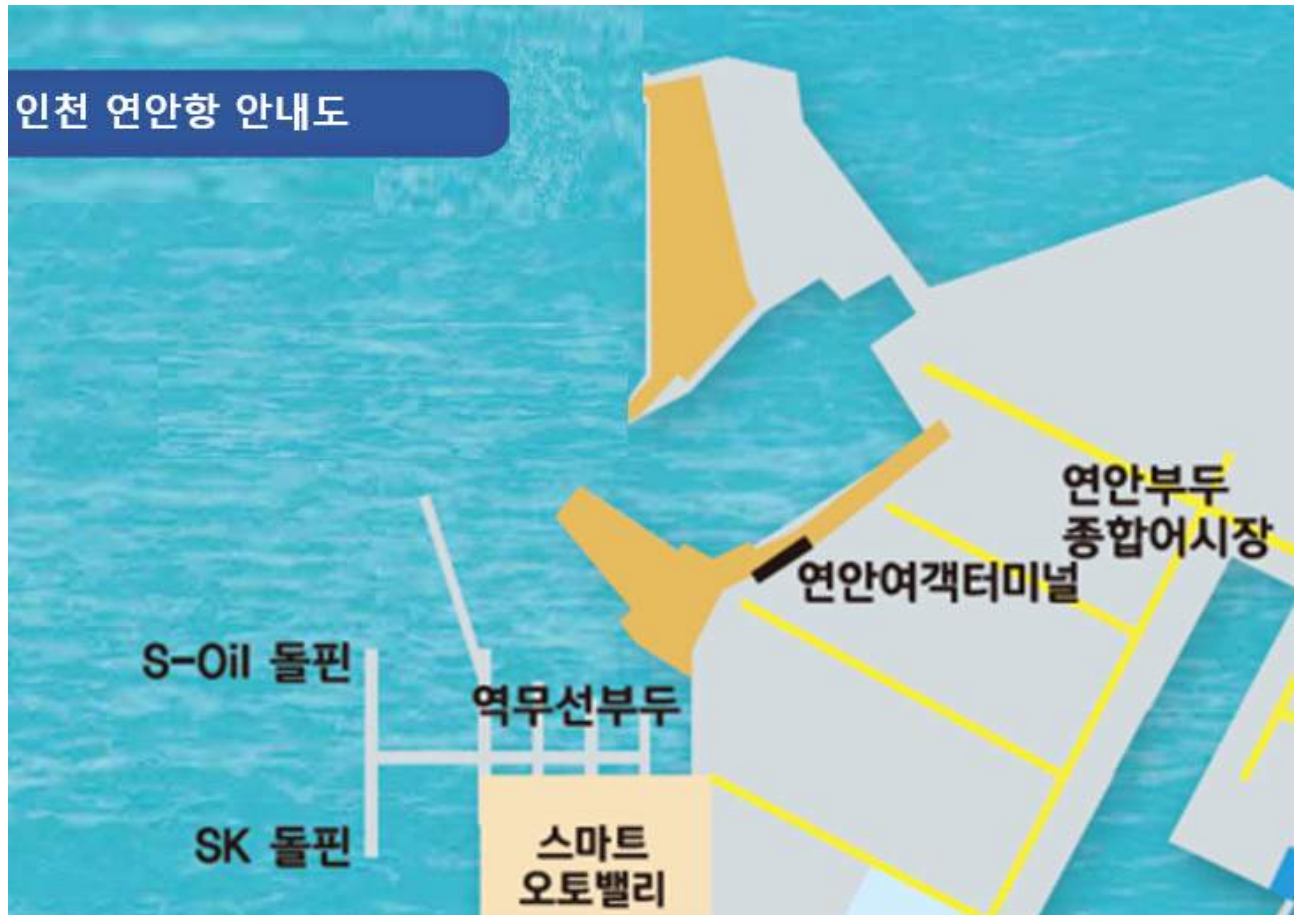 인천 연안항 안내도
연안부두
종합어시장
연안여객터미널
S-Oil 돌핀
역무선부두
SK 돌핀
스마트
오토밸리